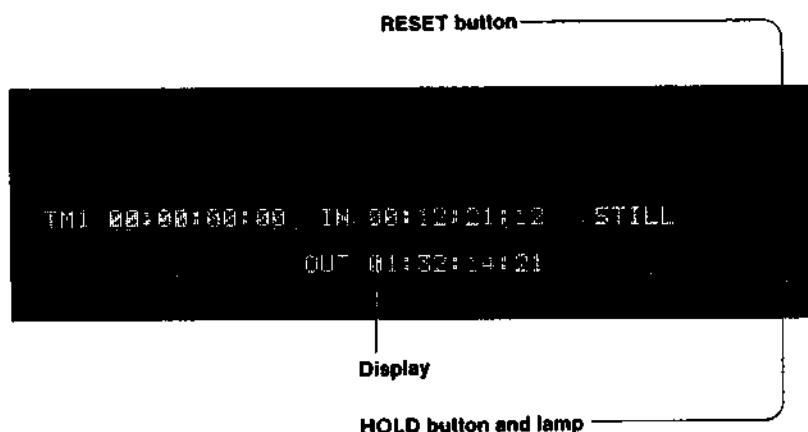 RESET button
TM1 00:00:00:00 IN 00:12:21:12 STILL
OUT 01:32:14:21
Display
HOLD button and lamp